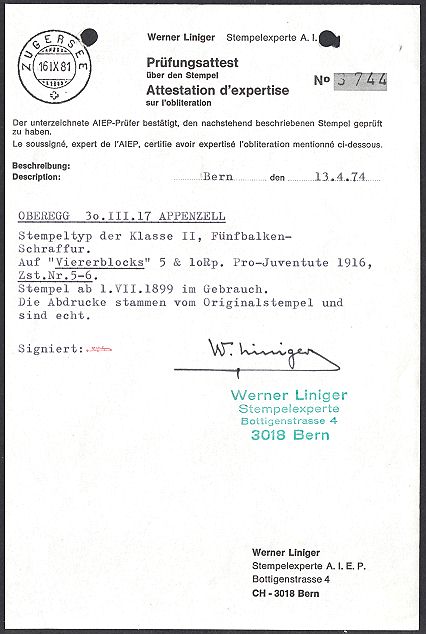 ZUGERSEE
16 IX 81
Werner Liniger Stempelexperte A. I.
Prüfungsattest
über den Stempel
Attestation d'expertise
sur l'obliteration
No 3744
Der unterzeichnete AIEP-Prüfer bestätigt, den nachstehend beschriebenen Stempel geprüft
zu haben.
Le soussigné, expert de l'AIEP, certifie avoir expertisé l'obliteration mentionné ci-dessous.
Beschreibung:
Description:
Bern den 13.4.74
OBEREGG 3o.III.17 APPENZELL
Stempeltyp der Klasse II, Fünfbalken-
Schraffur.
Auf "Viererblocks" 5 & loRp. Pro-Juventute 1916,
Zst.Nr.5-6.
Stempel ab 1.VII.1899 im Gebrauch.
Die Abdrucke stammen vom Originalstempel und
sind echt.
Signiert:
W. Liniger
Werner Liniger
Stempelexperte
Bottigenstrasse 4
3018 Bern
Werner Liniger
Stempelexperte A. I. E. P.
Bottigenstrasse 4
CH - 3018 Bern